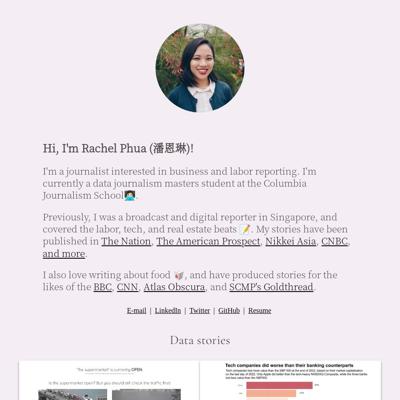 Hi, I'm Rachel Phua (潘恩琳)!
I'm a journalist interested in business and labor reporting. I'm
currently a data journalism masters student at the Columbia
Journalism School👩🏻‍💻.
Previously, I was a broadcast and digital reporter in Singapore, and
covered the labor, tech, and real estate beats 📝. My stories have been
published in The Nation, The American Prospect, Nikkei Asia, CNBC,
and more.
I also love writing about food 🥡, and have produced stories for the
likes of the BBC, CNN, Atlas Obscura, and SCMP's Goldthread.
E-mail | LinkedIn | Twitter | GitHub | Resume
Data stories
"the supermarket" is currently OPEN.
Is the supermarket open? But you should still check the traffic first!
Tech companies did worse than their banking counterparts